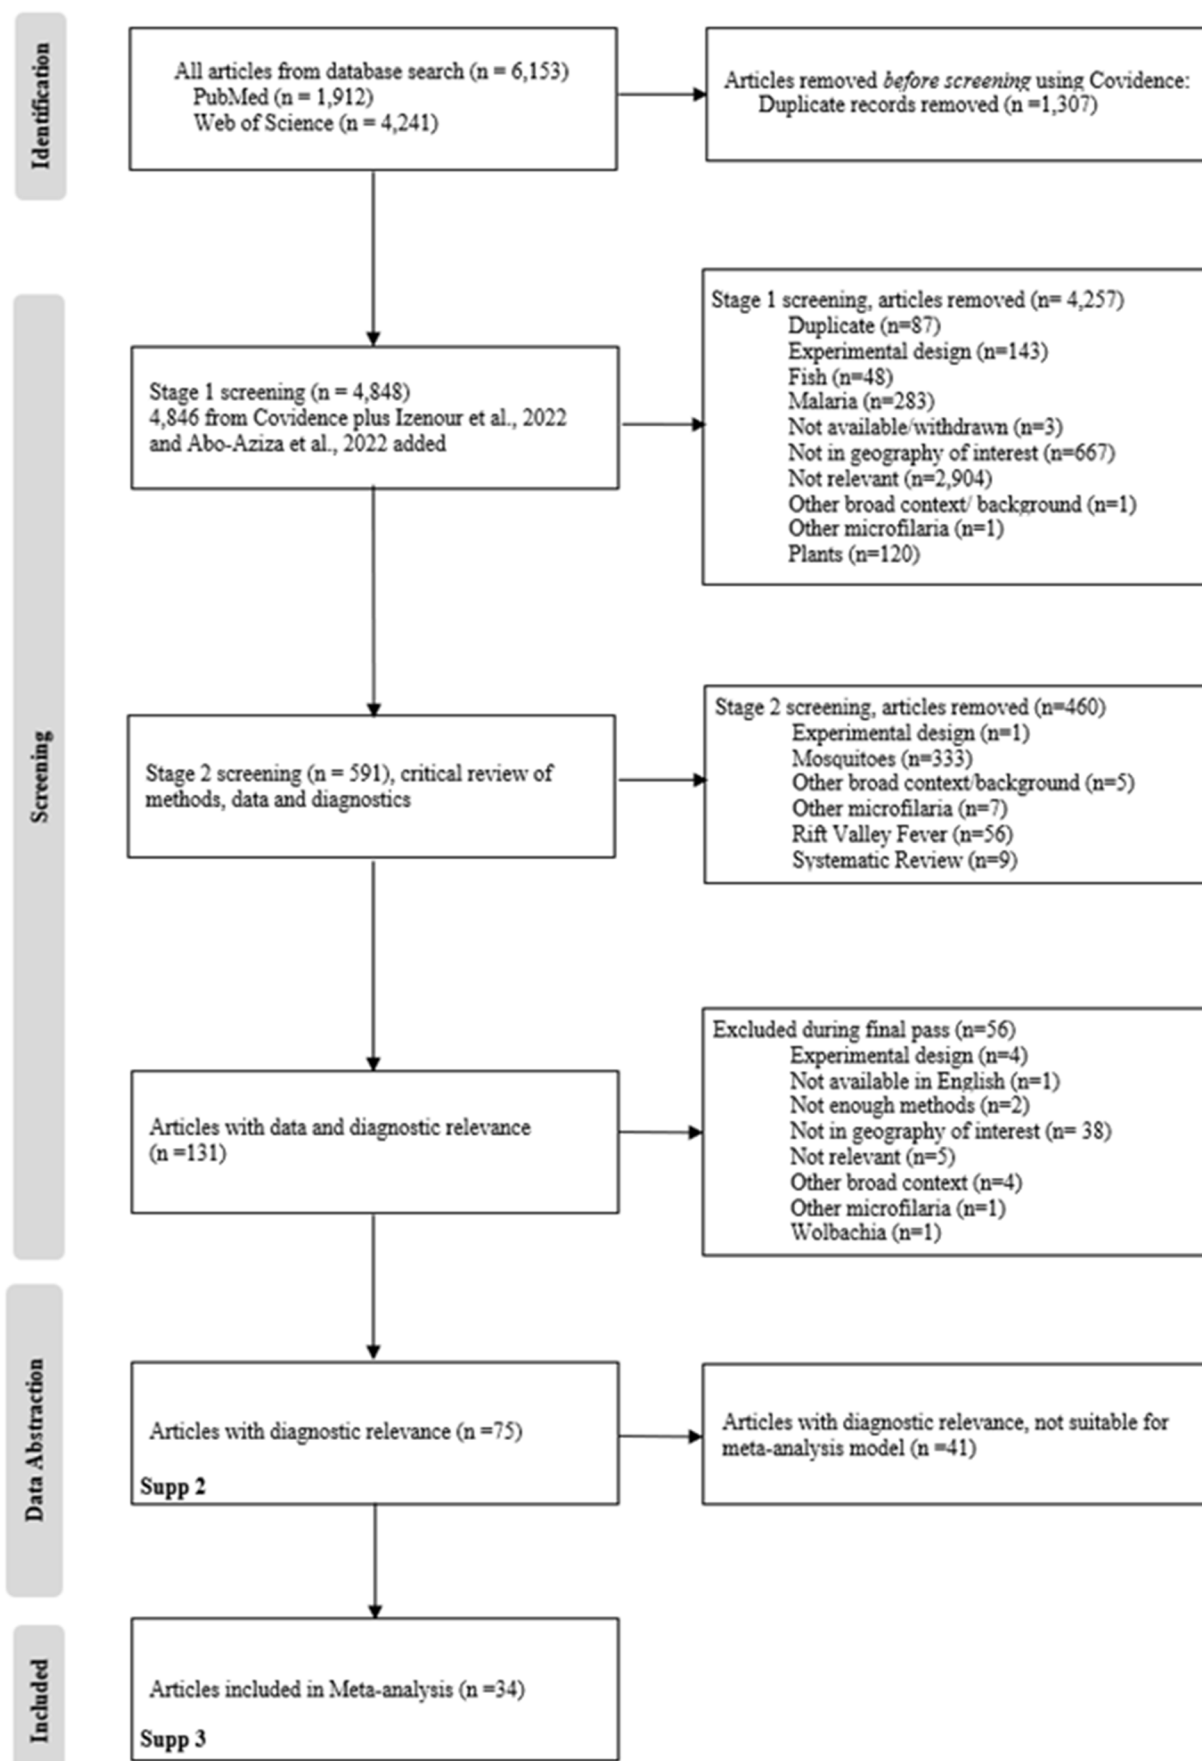 Identification
All articles from database search (n = 6,153)
PubMed (n = 1,912)
Web of Science (n = 4,241)
Articles removed before screening using Covidence:
Duplicate records removed (n =1,307)
Screening
Stage 1 screening (n = 4,848)
4,846 from Covidence plus Izenour et al., 2022
and Abo-Aziza et al., 2022 added
Stage 1 screening, articles removed (n= 4,257)
Duplicate (n=87)
Experimental design (n=143)
Fish (n=48)
Malaria (n=283)
Not available/withdrawn (n=3)
Not in geography of interest (n=667)
Not relevant (n=2,904)
Other broad context/ background (n=1)
Other microfilaria (n=1)
Plants (n=120)
Stage 2 screening (n = 591), critical review of
methods, data and diagnostics
Stage 2 screening, articles removed (n=460)
Experimental design (n=1)
Mosquitoes (n=333)
Other broad context/background (n=5)
Other microfilaria (n=7)
Rift Valley Fever (n=56)
Systematic Review (n=9)
Articles with data and diagnostic relevance
(n =131)
Excluded during final pass (n=56)
Experimental design (n=4)
Not available in English (n=1)
Not enough methods (n=2)
Not in geography of interest (n= 38)
Not relevant (n=5)
Other broad context (n=4)
Other microfilaria (n=1)
Wolbachia (n=1)
Data Abstraction
Articles with diagnostic relevance (n =75)
Supp 2
Articles with diagnostic relevance, not suitable for
meta-analysis model (n =41)
Included
Articles included in Meta-analysis (n =34)
Supp 3